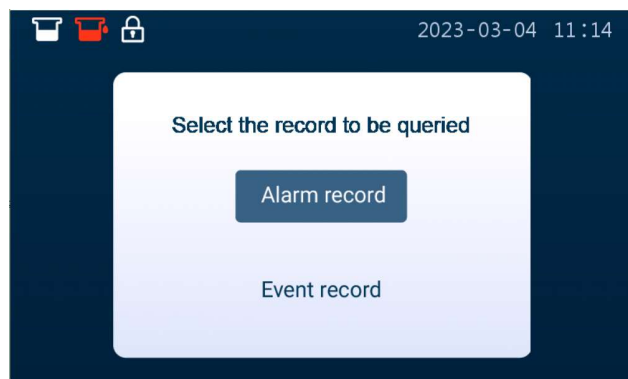 2023-03-04 11:14
Select the record to be queried
Alarm record
Event record